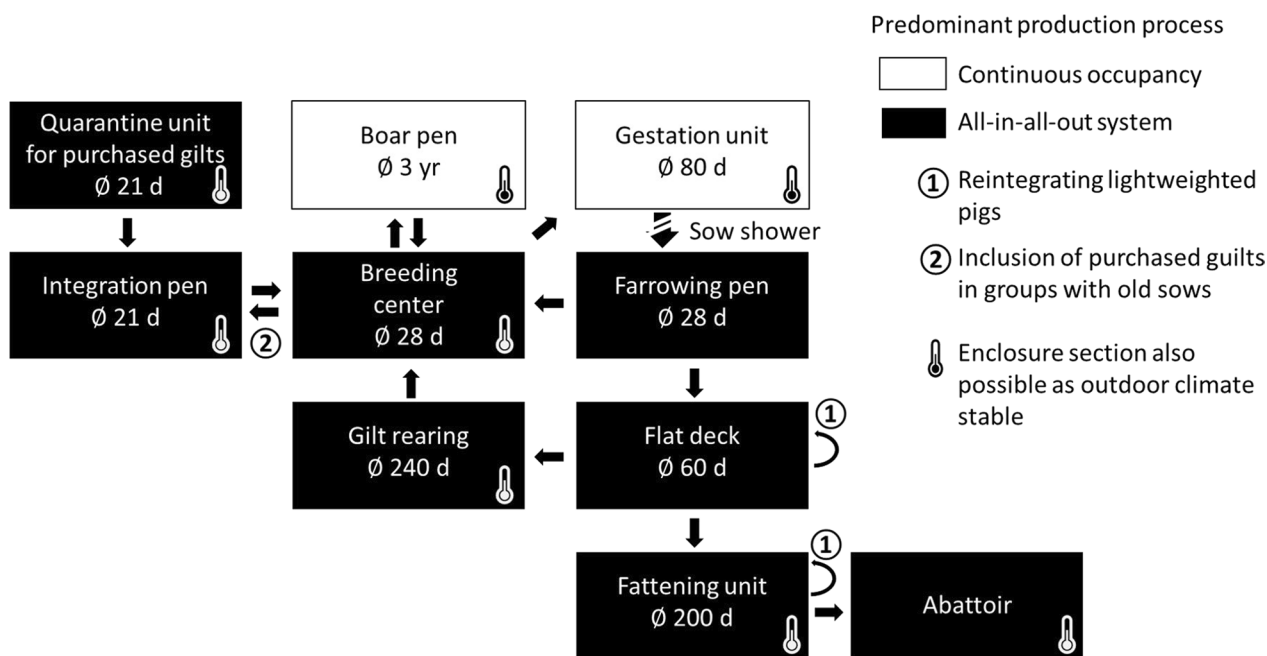 Predominant production process
Continuous occupancy
All-in-all-out system
① Reintegrating lightweighted
pigs
② Inclusion of purchased guilts
in groups with old sows
Enclosure section also
possible as outdoor climate
stable
Quarantine unit
for purchased gilts
Ø 21 d
Boar pen
Ø 3 yr
Gestation unit
Ø 80 d
Sow shower
Integration pen
Ø 21 d
②
Breeding
center
Ø 28 d
Farrowing pen
Ø 28 d
Gilt rearing
Ø 240 d
Flat deck
Ø 60 d
①
Fattening unit
Ø 200 d
①
Abattoir